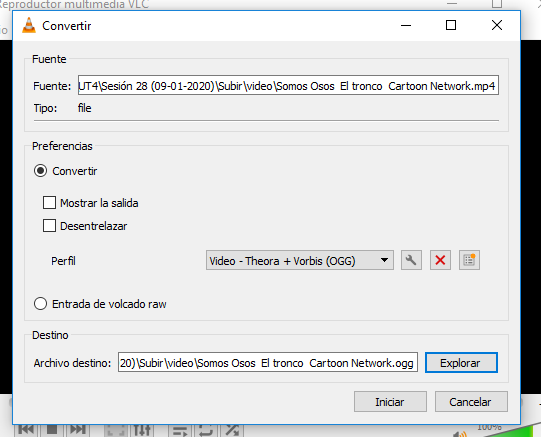 Reproductor multimedia VLC
Convertir
Fuente
Fuente: UT4\Sesión 28 (09-01-2020)\Subir\video\Somos Osos  El tronco  Cartoon Network.mp4
Tipo: file
Preferencias
Convertir
Mostrar la salida
Desentrelazar
Perfil Video - Theora + Vorbis (OGG)
Entrada de volcado raw
Destino
Archivo destino: 20)\Subir\video\Somos Osos  El tronco  Cartoon Network.ogg Explorar
Iniciar Cancelar
100%